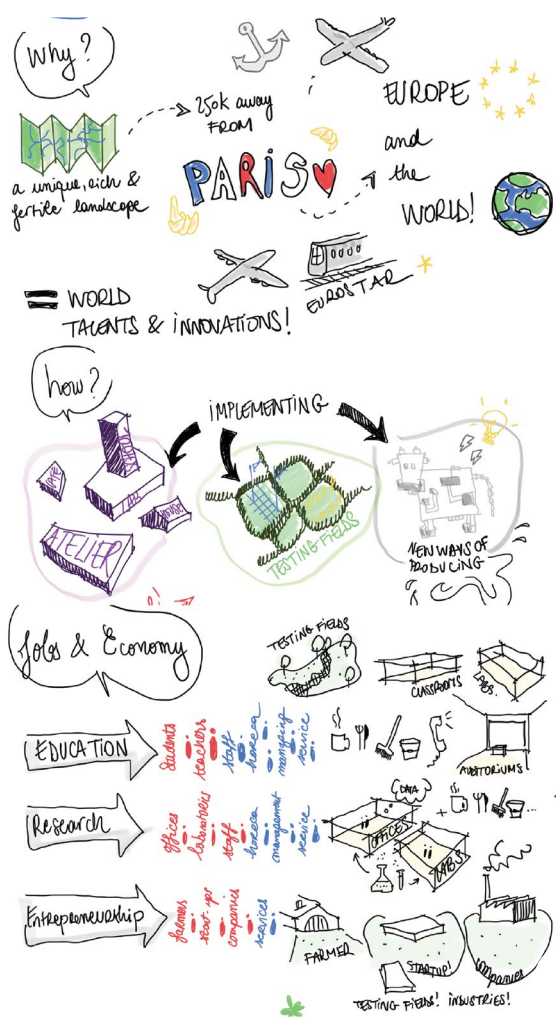 Why?
250k away
FROM
EUROPE
and
the
WORLD!
PARIS
a unique, rich &
fertile landscape
EUROSTAR
= WORLD
TALENTS & INNOVATIONS!
how?
IMPLEMENTING
LABS
ATELIER
TESTING FIELDS
NEW WAYS OF
PRODUCING
Jobs & Economy
TESTING FIELDS
CLASSROOMS
EDUCATION
Students
teachers
staff
horeca
management
service
AUDITORIUMS
DATA
Research
offices
laboratories
staff
horeca
management
service
OFFICES
LABS
Entrepreneurship
farmers
start-ups
companies
services
FARMER
STARTUP!
companies
TESTING FIELDS! INDUSTRIES!